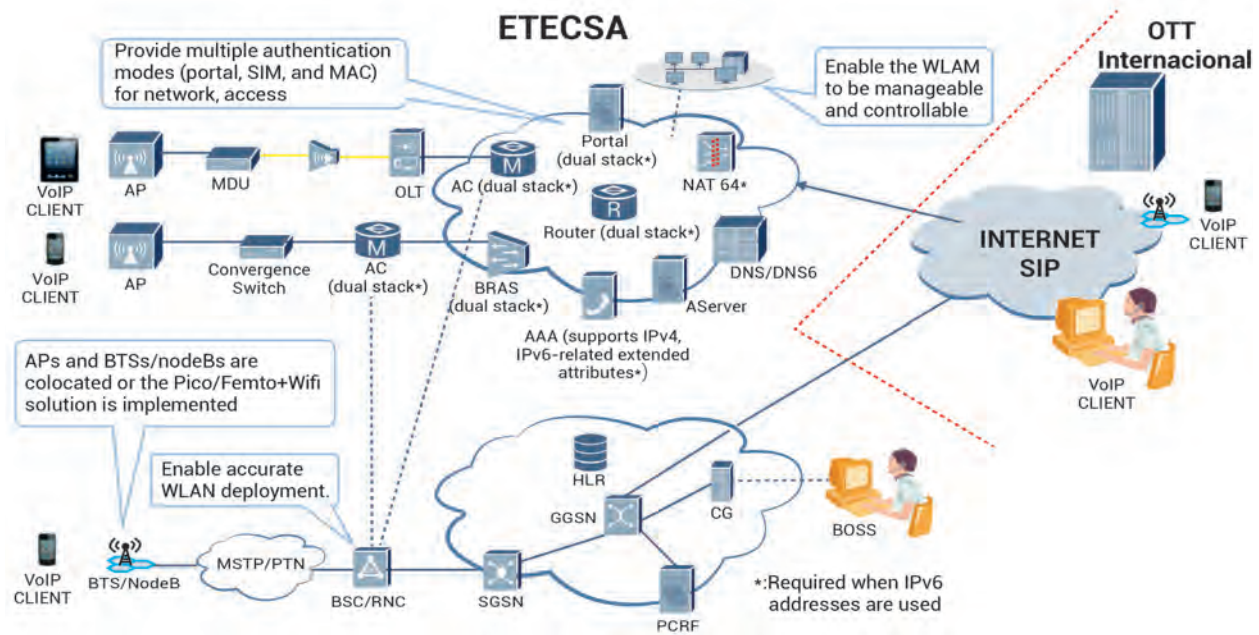 ETECSA
OTT
Internacional
Provide multiple authentication
modes (portal, SIM, and MAC)
for network, access
Enable the WLAM
to be manageable
and controllable
VoIP
CLIENT
AP
MDU
OLT
M
AC (dual stack*)
Portal
(dual stack*)
NAT 64*
R
Router (dual stack*)
VoIP
CLIENT
INTERNET
SIP
VoIP
CLIENT
AP
Convergence
Switch
M
AC
(dual stack*)
BRAS
(dual stack*)
AAA (supports IPv4,
IPv6-related extended
attributes*)
AServer
DNS/DNS6
VoIP
CLIENT
APs and BTSs/nodeBs are
colocated or the Pico/Femto+Wifi
solution is implemented
Enable accurate
WLAN deployment.
HLR
GGSN
CG
BOSS
VoIP
CLIENT
BTS/NodeB
MSTP/PTN
BSC/RNC
SGSN
PCRF
*:Required when IPv6
addresses are used